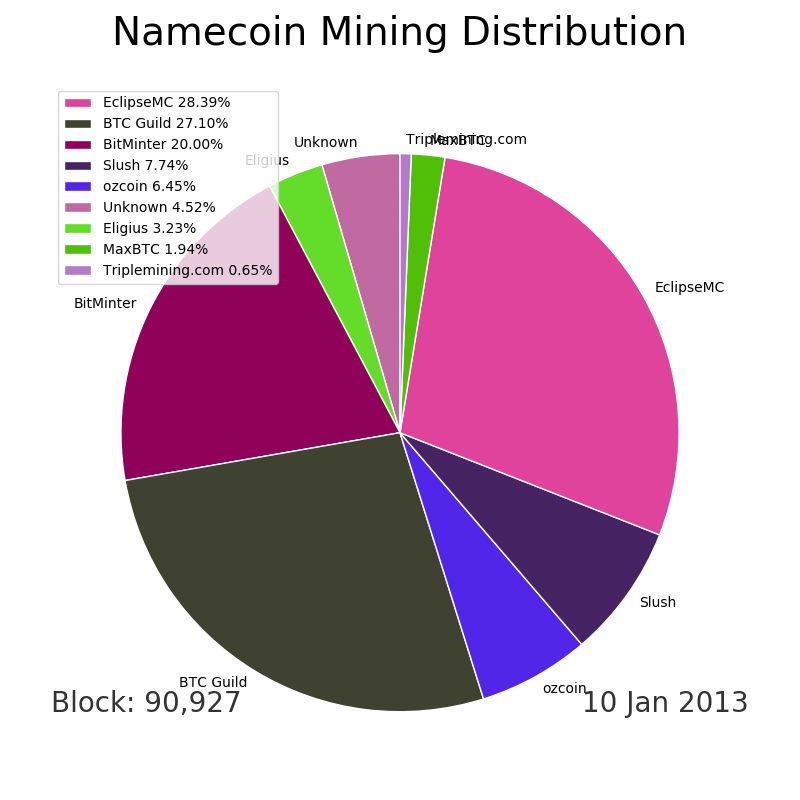 Namecoin Mining Distribution
EclipseMC 28.39%
BTC Guild 27.10%
BitMinter 20.00%
Slush 7.74%
ozcoin 6.45%
Unknown 4.52%
Eligius 3.23%
MaxBTC 1.94%
Triplemining.com 0.65%
Triplemining.com
MaxBTC
Unknown
Eligius
EclipseMC
BitMinter
Slush
BTC Guild
ozcoin
Block: 90,927
10 Jan 2013